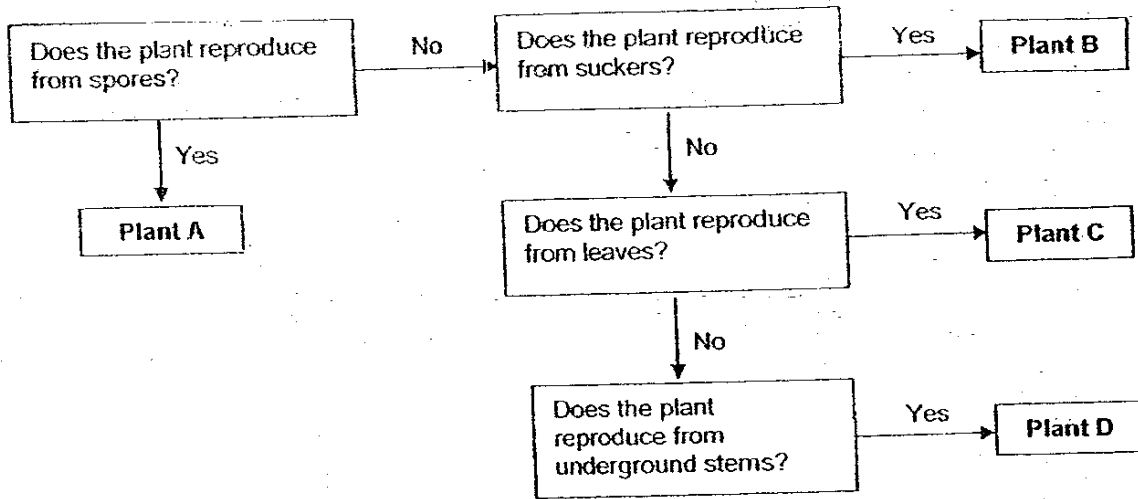 Does the plant reproduce
from spores?
No
Does the plant reproduce
from suckers?
Yes
Plant B
Yes
No
Plant A
Does the plant reproduce
from leaves?
Yes
Plant C
No
Does the plant
reproduce from
underground stems?
Yes
Plant D